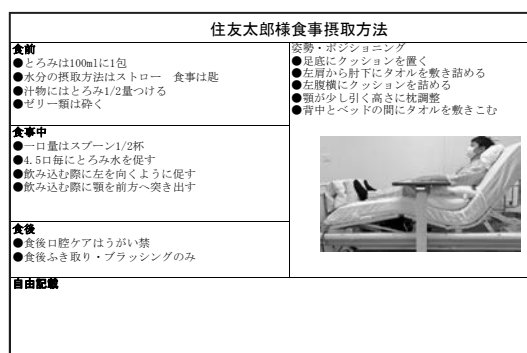 住友太郎様食事摂取方法
食前
●とろみは100mlに1包
●水分の摂取方法はストロー　食事は匙
●汁物にはとろみ1/2量つける
●ゼリー類は砕く
食事中
●一口量はスプーン1/2杯
●4.5口毎にとろみ水を促す
●飲み込む際に左を向くように促す
●飲み込む際に顎を前方へ突き出す
食後
●食後口腔ケアはうがい禁
●食後ふき取り・ブラッシングのみ
姿勢・ポジショニング
●足底にクッションを置く
●左肩から肘下にタオルを敷き詰める
●左腹横にクッションを詰める
●顎が少し引く高さに枕調整
●背中とベッドの間にタオルを敷きこむ
自由記載